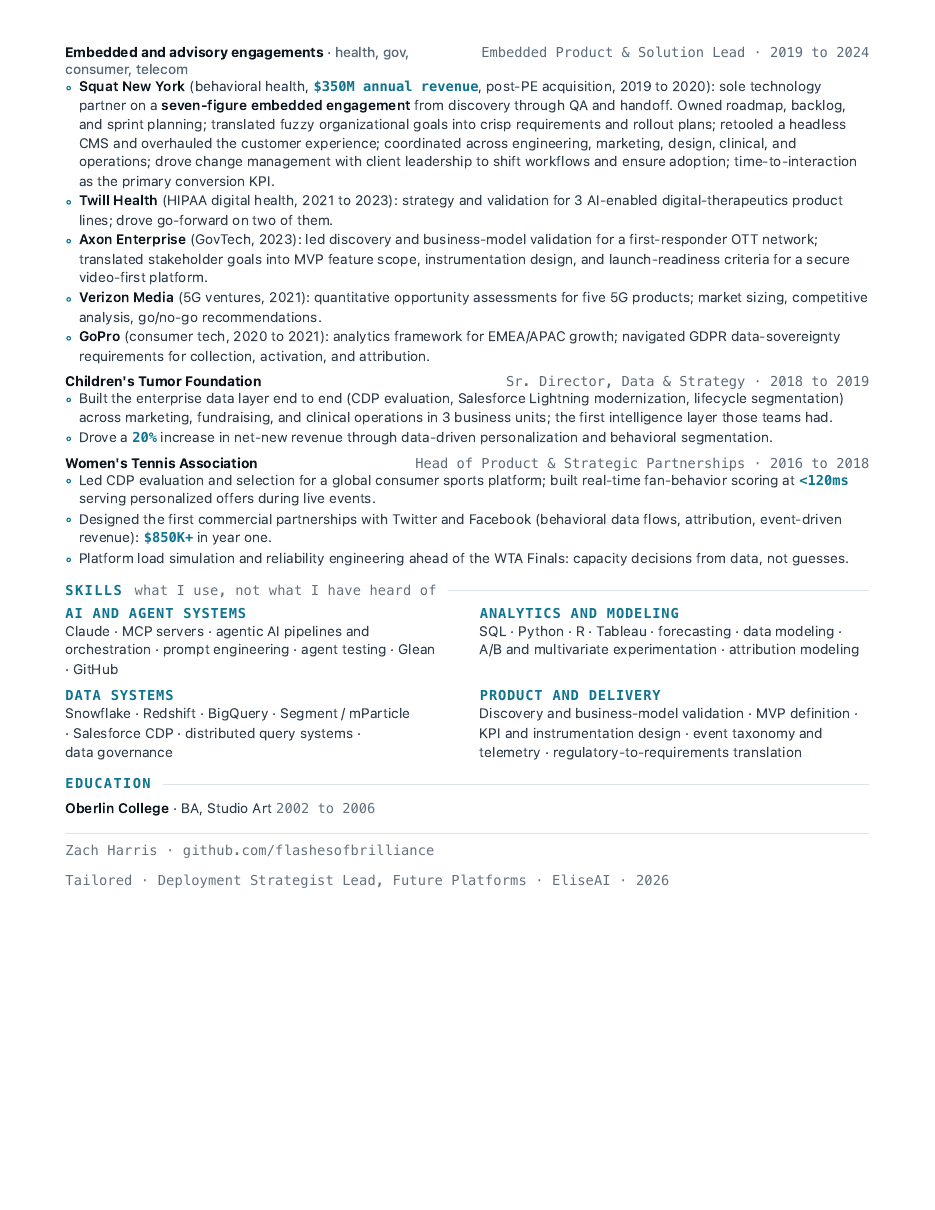 Embedded and advisory engagements · health, gov, consumer, telecom
Embedded Product & Solution Lead · 2019 to 2024
Squat New York (behavioral health, $350M annual revenue, post-PE acquisition, 2019 to 2020): sole technology
partner on a seven-figure embedded engagement from discovery through QA and handoff. Owned roadmap, backlog,
and sprint planning; translated fuzzy organizational goals into crisp requirements and rollout plans; retooled a headless
CMS and overhauled the customer experience; coordinated across engineering, marketing, design, clinical, and
operations; drove change management with client leadership to shift workflows and ensure adoption; time-to-interaction
as the primary conversion KPI.
Twill Health (HIPAA digital health, 2021 to 2023): strategy and validation for 3 AI-enabled digital-therapeutics product
lines; drove go-forward on two of them.
Axon Enterprise (GovTech, 2023): led discovery and business-model validation for a first-responder OTT network;
translated stakeholder goals into MVP feature scope, instrumentation design, and launch-readiness criteria for a secure
video-first platform.
Verizon Media (5G ventures, 2021): quantitative opportunity assessments for five 5G products; market sizing, competitive
analysis, go/no-go recommendations.
GoPro (consumer tech, 2020 to 2021): analytics framework for EMEA/APAC growth; navigated GDPR data-sovereignty
requirements for collection, activation, and attribution.
Children's Tumor Foundation
Sr. Director, Data & Strategy · 2018 to 2019
Built the enterprise data layer end to end (CDP evaluation, Salesforce Lightning modernization, lifecycle segmentation)
across marketing, fundraising, and clinical operations in 3 business units; the first intelligence layer those teams had.
Drove a 20% increase in net-new revenue through data-driven personalization and behavioral segmentation.
Women's Tennis Association
Head of Product & Strategic Partnerships · 2016 to 2018
Led CDP evaluation and selection for a global consumer sports platform; built real-time fan-behavior scoring at <120ms
serving personalized offers during live events.
Designed the first commercial partnerships with Twitter and Facebook (behavioral data flows, attribution, event-driven
revenue): $850K+ in year one.
Platform load simulation and reliability engineering ahead of the WTA Finals: capacity decisions from data, not guesses.
SKILLS what I use, not what I have heard of
AI AND AGENT SYSTEMS
Claude · MCP servers · agentic AI pipelines and
orchestration · prompt engineering · agent testing · Glean
· GitHub
ANALYTICS AND MODELING
SQL · Python · R · Tableau · forecasting · data modeling ·
A/B and multivariate experimentation · attribution modeling
DATA SYSTEMS
Snowflake · Redshift · BigQuery · Segment / mParticle
· Salesforce CDP · distributed query systems ·
data governance
PRODUCT AND DELIVERY
Discovery and business-model validation · MVP definition ·
KPI and instrumentation design · event taxonomy and
telemetry · regulatory-to-requirements translation
EDUCATION
Oberlin College · BA, Studio Art 2002 to 2006
Zach Harris · github.com/flashesofbrilliance
Tailored · Deployment Strategist Lead, Future Platforms · EliseAI · 2026